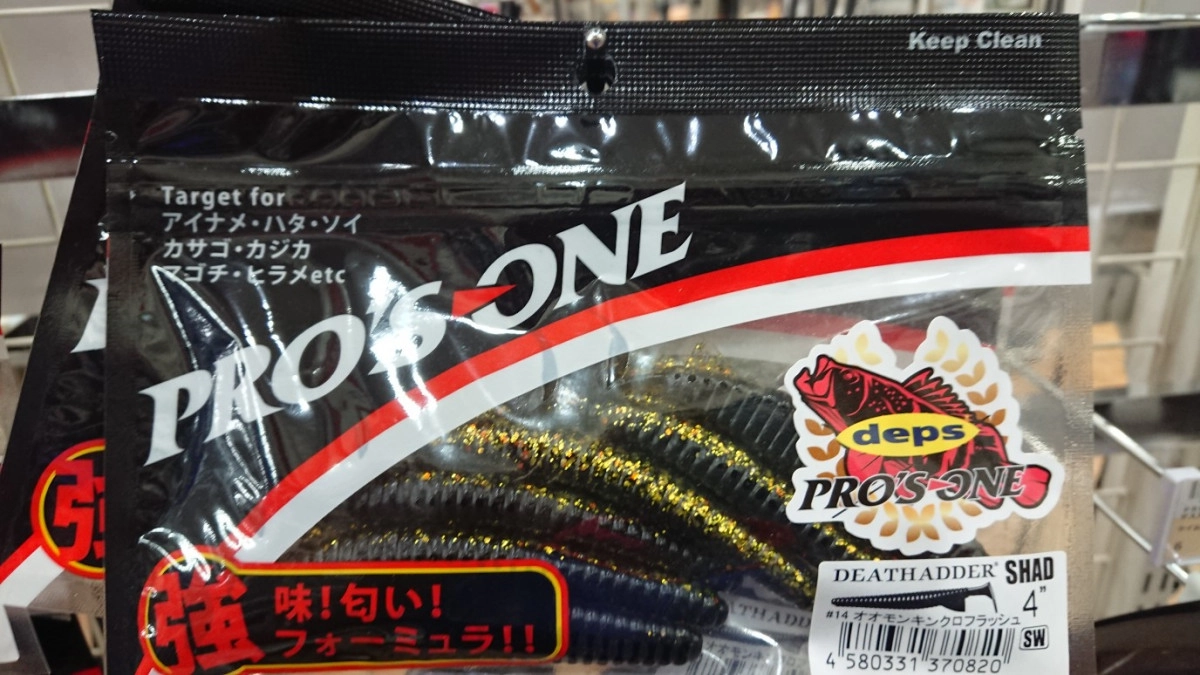 Keep Clean
Target for
アイナメ・ハタ・ソイ
カサゴ・カジカ
マゴチ・ヒラメetc
PRO'S ONE
deps
PRO'S ONE
強
強 味!匂い!
フォーミュラ!!
DEATHADDER® SHAD
4"
#14 オオモンキンクロフラッシュ
SW
4 580331 370820